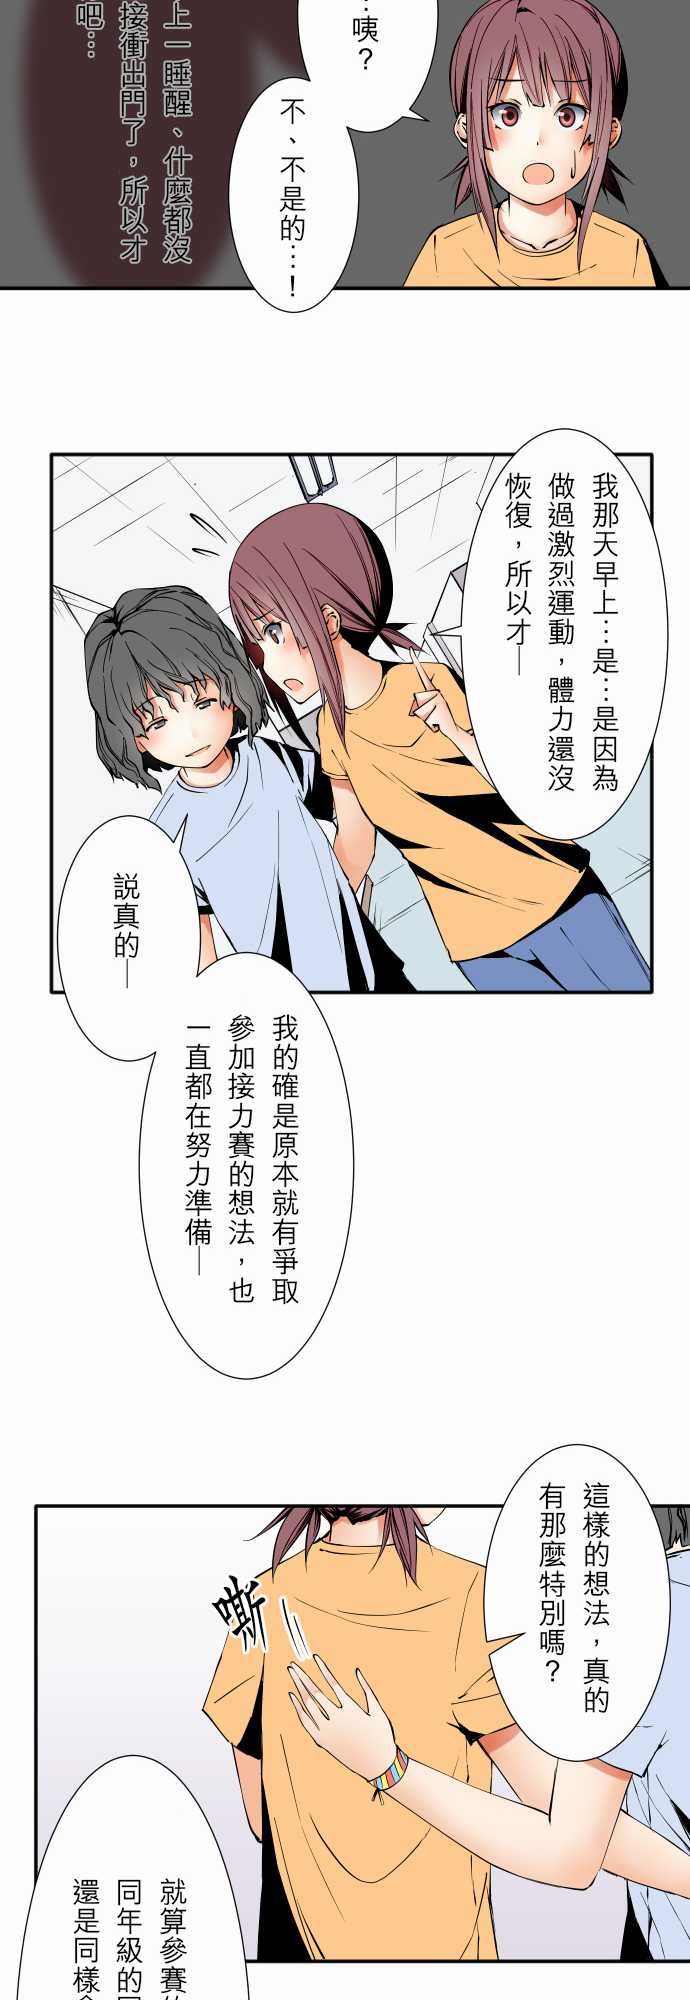 …咦？
上一睡醒、什麼都沒
接衝出門了，所以才
吧…
不、不是的…！
我那天早上…是…是因為
做過激烈運動，體力還沒
恢復，所以才—
說真的—
我的確是原本就有爭取
參加接力賽的想法，也
一直都在努力準備—
這樣的想法，真的
有那麼特別嗎？
嘶
就算參賽
同年級的
還是同樣